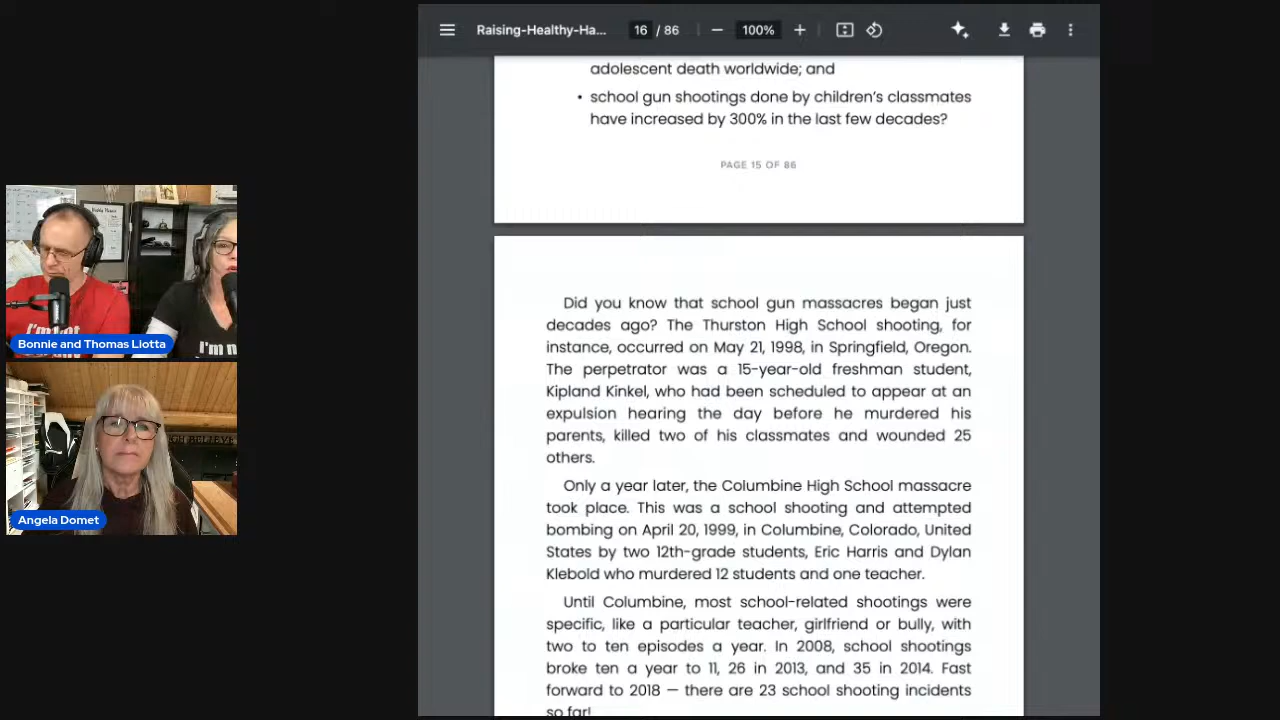 Raising-Healthy-Ha... 16 / 86 100%
adolescent death worldwide; and
• school gun shootings done by children's classmates
have increased by 300% in the last few decades?
PAGE 15 OF 86
Did you know that school gun massacres began just
decades ago? The Thurston High School shooting, for
instance, occurred on May 21, 1998, in Springfield, Oregon.
The perpetrator was a 15-year-old freshman student,
Kipland Kinkel, who had been scheduled to appear at an
expulsion hearing the day before he murdered his
parents, killed two of his classmates and wounded 25
others.
Only a year later, the Columbine High School massacre
took place. This was a school shooting and attempted
bombing on April 20, 1999, in Columbine, Colorado, United
States by two 12th-grade students, Eric Harris and Dylan
Klebold who murdered 12 students and one teacher.
Until Columbine, most school-related shootings were
specific, like a particular teacher, girlfriend or bully, with
two to ten episodes a year. In 2008, school shootings
broke ten a year to 11, 26 in 2013, and 35 in 2014. Fast
forward to 2018 — there are 23 school shooting incidents
so far!
I'm not
I'm n
Bonnie and Thomas Llotta
BELIEVE
Angela Domet